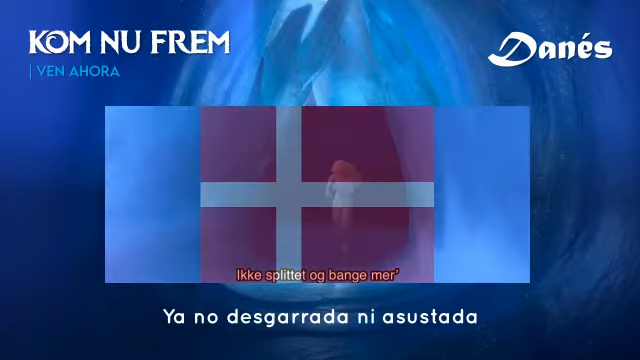 KOM NU FREM
| VEN AHORA
Danés
Ikke splittet og bange mer'
Ya no desgarrada ni asustada